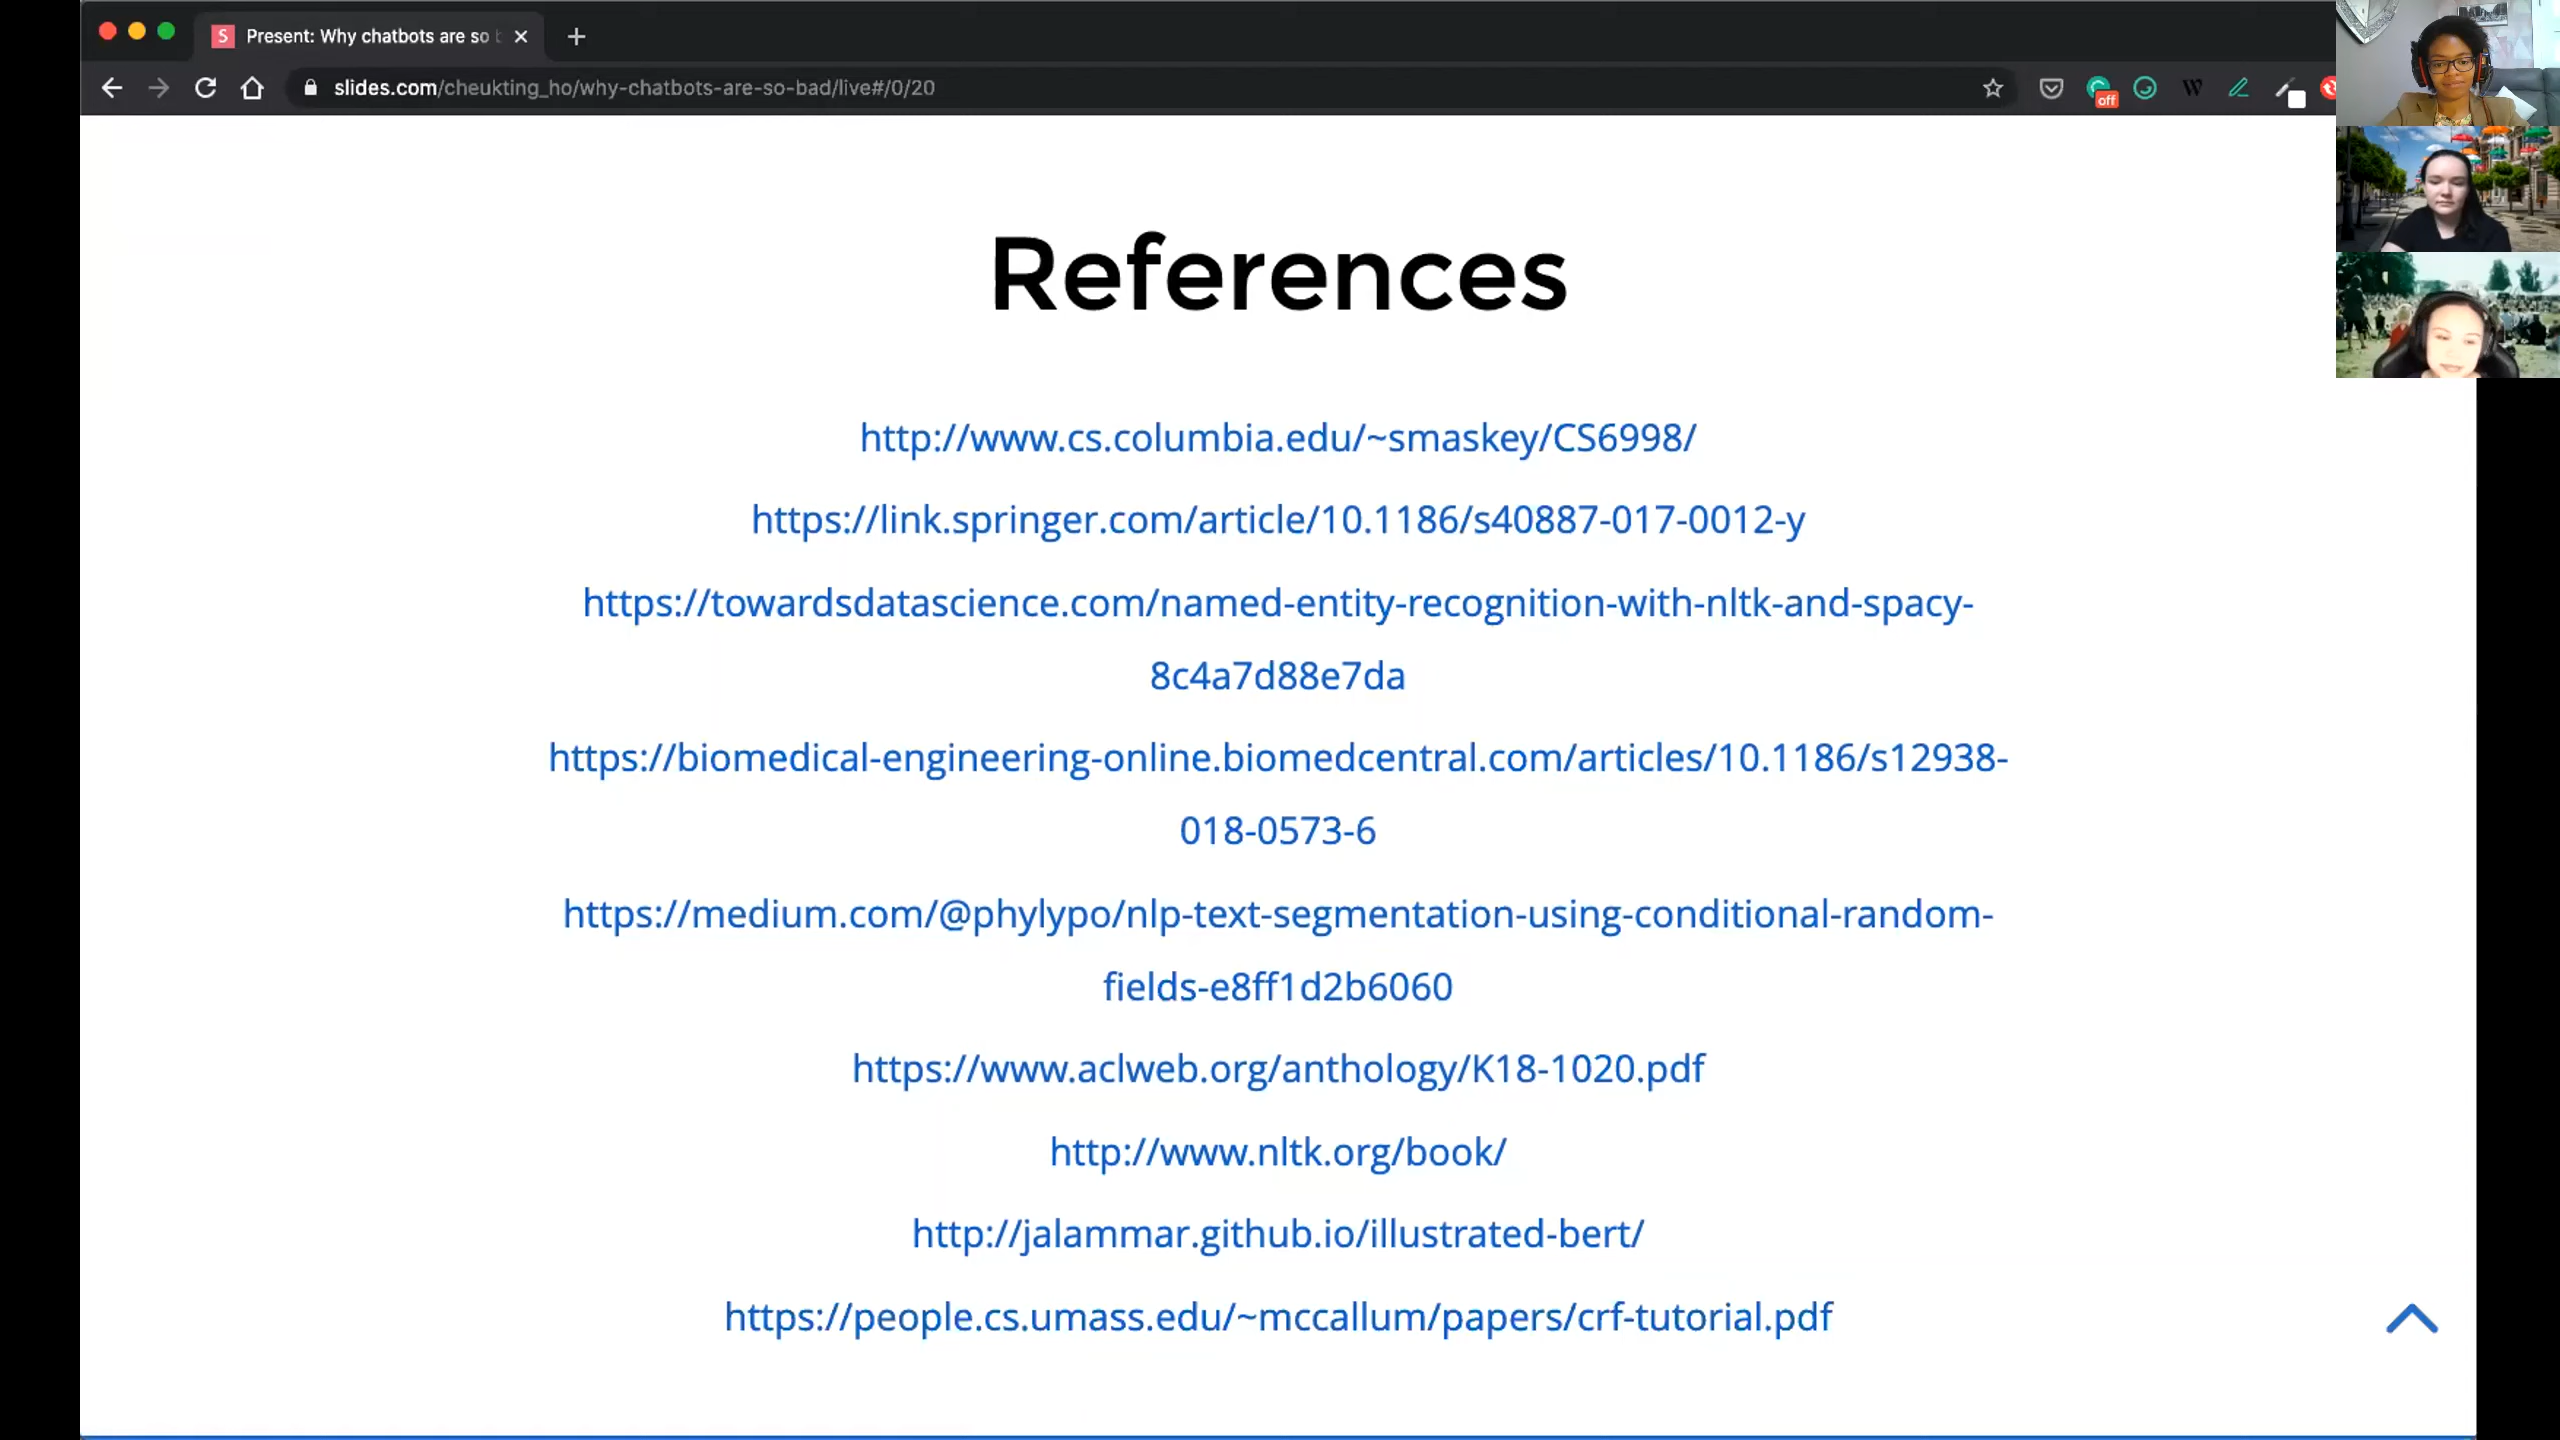 Present: Why chatbots are so b
slides.com/cheukting_ho/why-chatbots-are-so-bad/live#/0/20
off
W
References
http://www.cs.columbia.edu/~smaskey/CS6998/
https://link.springer.com/article/10.1186/s40887-017-0012-y
https://towardsdatascience.com/named-entity-recognition-with-nltk-and-spacy-
8c4a7d88e7da
https://biomedical-engineering-online.biomedcentral.com/articles/10.1186/s12938-
018-0573-6
https://medium.com/@phylypo/nlp-text-segmentation-using-conditional-random-
fields-e8ff1d2b6060
https://www.aclweb.org/anthology/K18-1020.pdf
http://www.nltk.org/book/
http://jalammar.github.io/illustrated-bert/
https://people.cs.umass.edu/~mccallum/papers/crf-tutorial.pdf